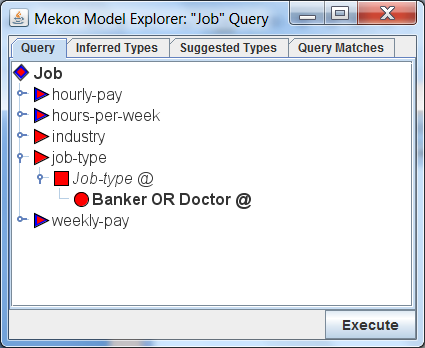 Mekon Model Explorer: "Job" Query
Query Inferred Types Suggested Types Query Matches
Job
hourly-pay
hours-per-week
industry
job-type
Job-type @
Banker OR Doctor @
weekly-pay
Execute